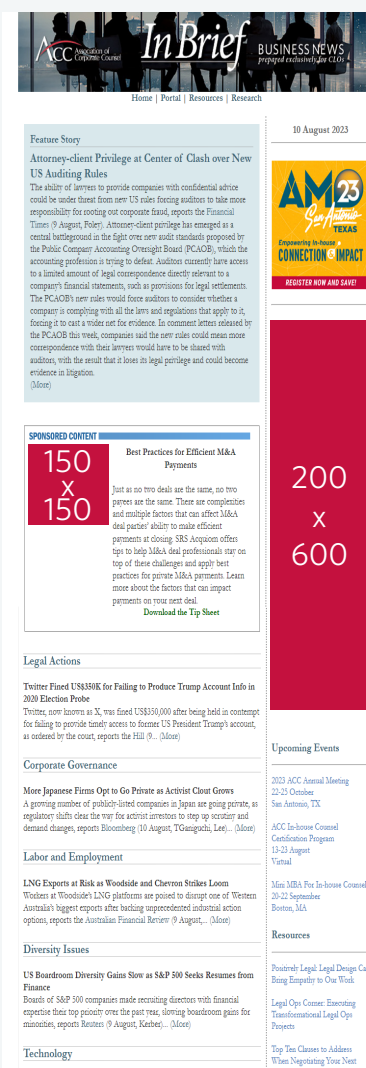 ACC Association of
Corporate Counsel
In Brief
BUSINESS NEWS
prepared exclusively for CLOs
Home | Portal | Resources | Research
Feature Story
Attorney-client Privilege at Center of Clash over New
US Auditing Rules
The ability of lawyers to provide companies with confidential advice
could be under threat from new US rules forcing auditors to take more
responsibility for rooting out corporate fraud, reports the Financial
Times (9 August, Foley). Attorney-client privilege has emerged as a
central battleground in the fight over new audit standards proposed by
the Public Company Accounting Oversight Board (PCAOB), which the
accounting profession is trying to defeat. Auditors currently have access
to a limited amount of legal correspondence directly relevant to a
company's financial statements, such as provisions for legal settlements.
The PCAOB's new rules would force auditors to consider whether a
company is complying with all the laws and regulations that apply to it,
forcing it to cast a wider net for evidence. In comment letters released by
the PCAOB this week, companies said the new rules could mean more
correspondence with their lawyers would have to be shared with
auditors, with the result that it loses its legal privilege and could become
evidence in litigation.
(More)
SPONSORED CONTENT
150
x
150
Best Practices for Efficient M&A
Payments
Just as no two deals are the same, no two
payees are the same. There are complexities
and multiple factors that can affect M&A
deal parties' ability to make efficient
payments at closing. SRS Acquiom offers
tips to help M&A deal professionals stay on
top of these challenges and apply best
practices for private M&A payments. Learn
more about the factors that can impact
payments on your next deal.
Download the Tip Sheet
Legal Actions
Twitter Fined US$350K for Failing to Produce Trump Account Info in
2020 Election Probe
Twitter, now known as X, was fined US$350,000 after being held in contempt
for failing to provide timely access to former US President Trump's account,
as ordered by the court, reports the Hill (9... (More)
Corporate Governance
More Japanese Firms Opt to Go Private as Activist Clout Grows
A growing number of publicly-listed companies in Japan are going private, as
regulatory shifts clear the way for activist investors to step up scrutiny and
demand changes, reports Bloomberg (10 August, TGaniguchi, Lee)... (More)
Labor and Employment
LNG Exports at Risk as Woodside and Chevron Strikes Loom
Workers at Woodside's LNG platforms are poised to disrupt one of Western
Australia's biggest exports after backing unprecedented industrial action
options, reports the Australian Financial Review (9 August,... (More)
Diversity Issues
US Boardroom Diversity Gains Slow as S&P 500 Seeks Resumes from
Finance
Boards of S&P 500 companies made recruiting directors with financial
expertise their top priority over the past year, slowing boardroom gains for
minorities, reports Reuters (9 August, Kerber)... (More)
Technology
10 August 2023
AM23
San Antonio
TEXAS
Empowering In-house
CONNECTION & IMPACT
REGISTER NOW AND SAVE!
200
x
600
Upcoming Events
2023 ACC Annual Meeting
22-25 October
San Antonio, TX
ACC In-house Counsel
Certification Program
13-23 August
Virtual
Mini MBA For In-house Counsel
20-22 September
Boston, MA
Resources
Positively Legal: Legal Design Ca
Bring Empathy to Our Work
Legal Ops Corner: Executing
Transformational Legal Ops
Projects
Top Ten Clauses to Address
When Negotiating Your Next